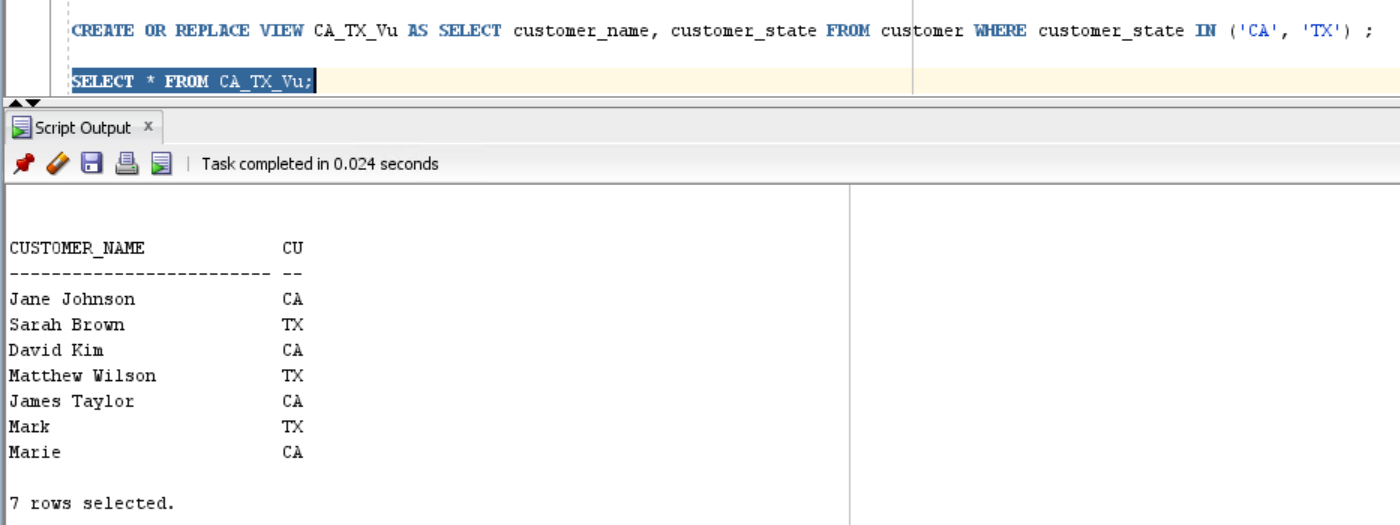 CREATE OR REPLACE VIEW CA_TX_Vu AS SELECT customer_name, customer_state FROM customer WHERE customer_state IN ('CA', 'TX') ;
SELECT * FROM CA_TX_Vu;
Script Output x
Task completed in 0.024 seconds
CUSTOMER_NAME             CU
------------------------- --
Jane Johnson              CA
Sarah Brown               TX
David Kim                 CA
Matthew Wilson            TX
James Taylor              CA
Mark                      TX
Marie                     CA
7 rows selected.